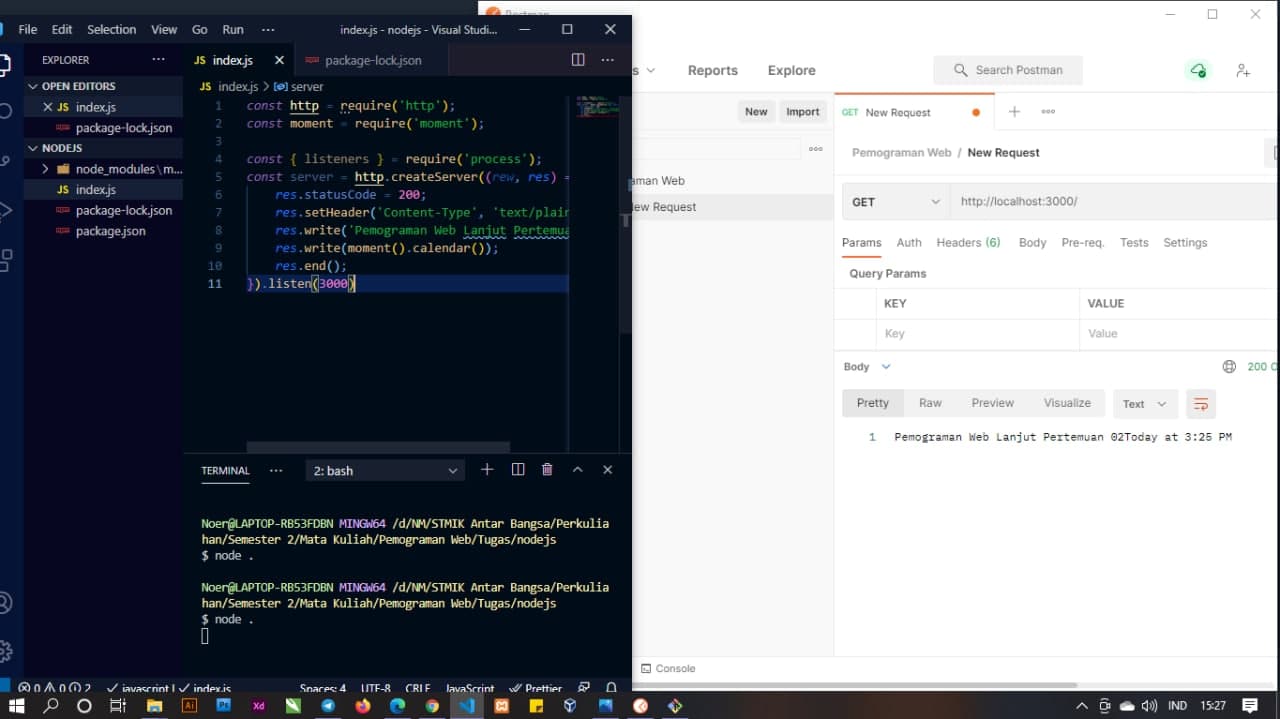 Postman
File Edit Selection View Go Run ··· index.js - nodejs - Visual Studi...
Reports Explore Search Postman
EXPLORER ···
JS index.js package-lock.json ···
New Import
GET New Request
OPEN EDITORS
JS index.js
package-lock.json
NODEJS
node_modules\m...
JS index.js
package-lock.json
package.json
JS index.js > server
1 const http = require('http');
2 const moment = require('moment');
3
4 const { listeners } = require('process');
5 const server = http.createServer((rew, res) =
6 res.statusCode = 200;
7 res.setHeader('Content-Type', 'text/plain
8 res.write('Pemograman Web Lanjut Pertemua
9 res.write(moment().calendar());
10 res.end();
11 }).listen(3000)
TERMINAL ··· 2: bash
Noer@LAPTOP-RB53FDBN MINGW64 /d/NM/STMIK Antar Bangsa/Perkulia
han/Semester 2/Mata Kuliah/Pemograman Web/Tugas/nodejs
$ node .
Noer@LAPTOP-RB53FDBN MINGW64 /d/NM/STMIK Antar Bangsa/Perkulia
han/Semester 2/Mata Kuliah/Pemograman Web/Tugas/nodejs
$ node .
0 0 2 javascript | index.js Spaces: 4 UTF-8 CRLF JavaScript Prettier
raman Web
New Request
Pemograman Web / New Request
GET http://localhost:3000/
Params Auth Headers (6) Body Pre-req. Tests Settings
Query Params
KEY VALUE
Key Value
Body 200 O
Pretty Raw Preview Visualize Text
1 Pemograman Web Lanjut Pertemuan 02Today at 3:25 PM
Console
Ai Xd IND 15:27